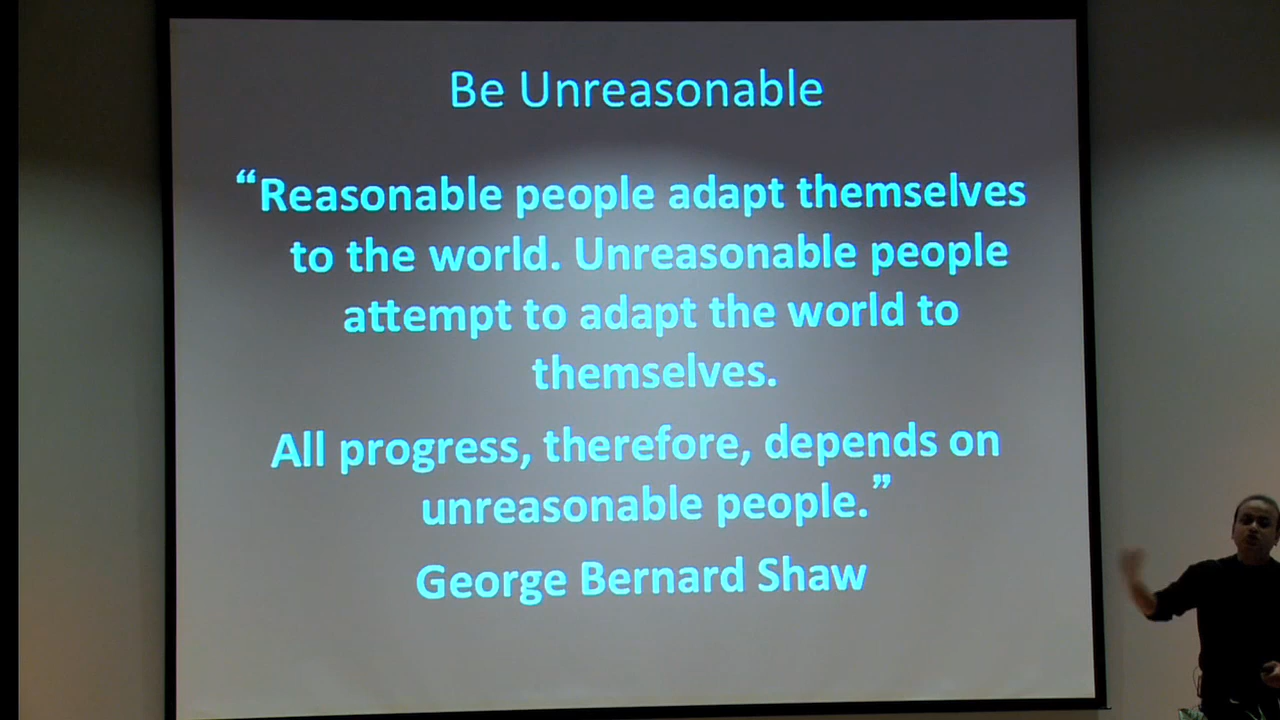 Be Unreasonable
“Reasonable people adapt themselves
to the world. Unreasonable people
attempt to adapt the world to
themselves.
All progress, therefore, depends on
unreasonable people.”
George Bernard Shaw